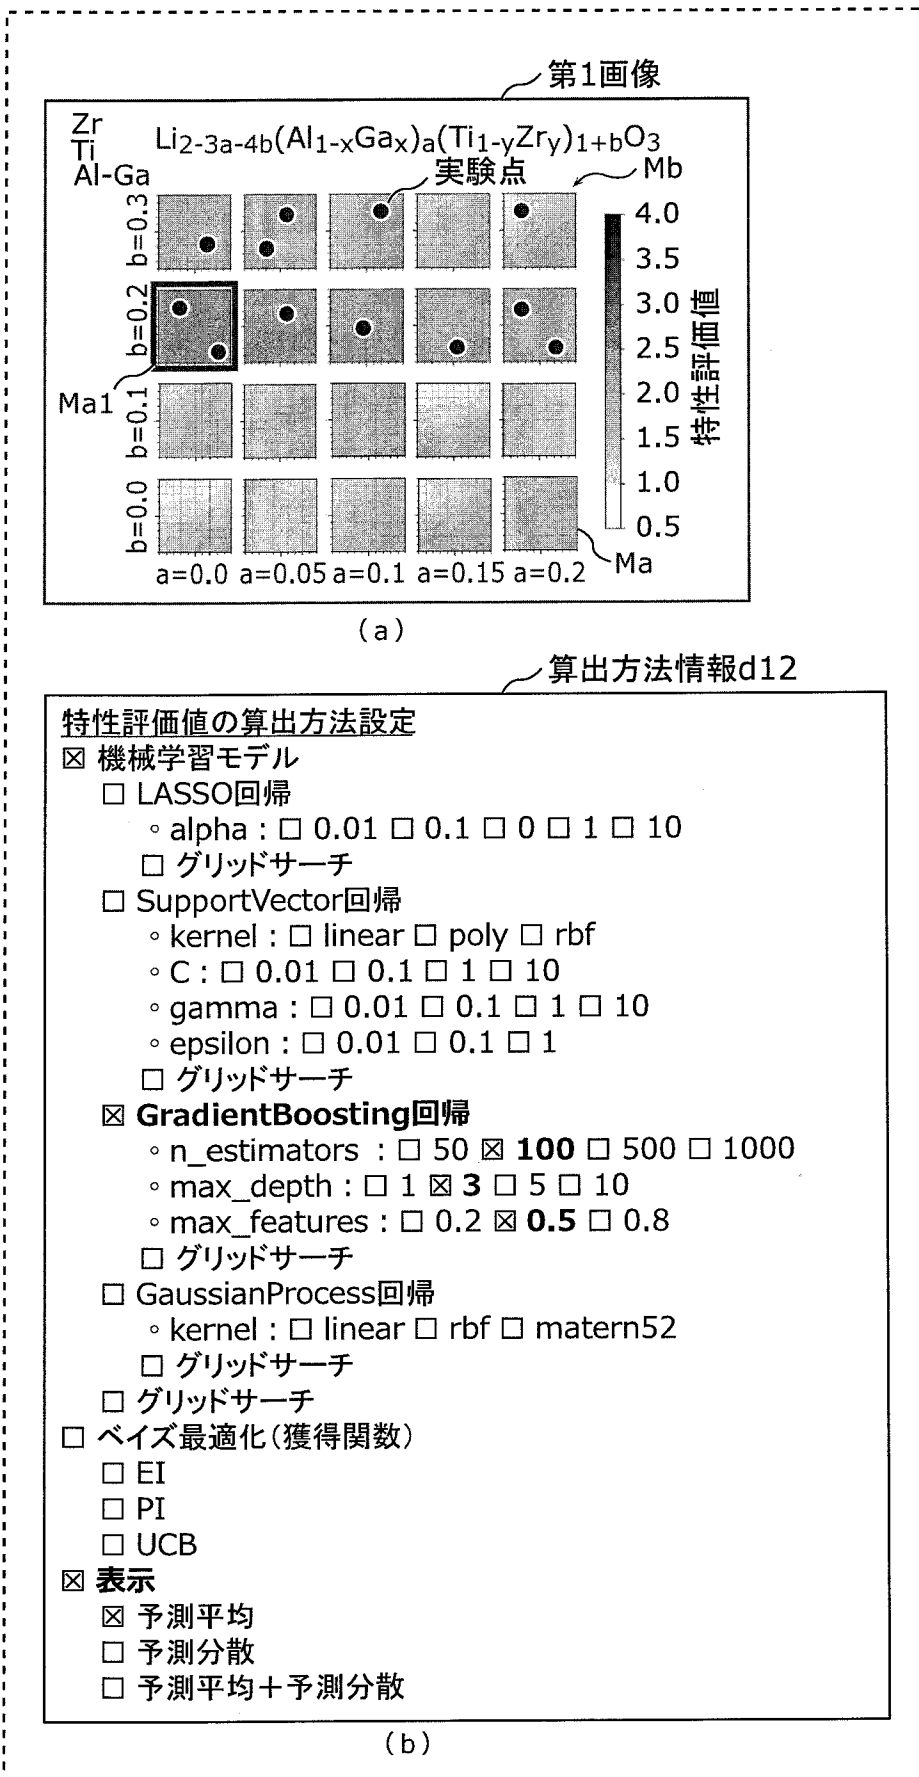 第1画像
Zr
Ti
Al-Ga
Li2-3a-4b(Al1-xGax)a(Ti1-yZry)1+bO3
実験点
Mb
b=0.3
b=0.2
b=0.1
b=0.0
Ma1
4.0
3.5
3.0
2.5
2.0
1.5
1.0
0.5
特性評価値
Ma
a=0.0 a=0.05 a=0.1 a=0.15 a=0.2
(a)
算出方法情報d12
特性評価値の算出方法設定
☒ 機械学習モデル
☐ LASSO回帰
◦ alpha : ☐ 0.01 ☐ 0.1 ☐ 0 ☐ 1 ☐ 10
☐ グリッドサーチ
☐ SupportVector回帰
◦ kernel : ☐ linear ☐ poly ☐ rbf
◦ C : ☐ 0.01 ☐ 0.1 ☐ 1 ☐ 10
◦ gamma : ☐ 0.01 ☐ 0.1 ☐ 1 ☐ 10
◦ epsilon : ☐ 0.01 ☐ 0.1 ☐ 1
☐ グリッドサーチ
☒ GradientBoosting回帰
◦ n_estimators : ☐ 50 ☒ 100 ☐ 500 ☐ 1000
◦ max_depth : ☐ 1 ☒ 3 ☐ 5 ☐ 10
◦ max_features : ☐ 0.2 ☒ 0.5 ☐ 0.8
☐ グリッドサーチ
☐ GaussianProcess回帰
◦ kernel : ☐ linear ☐ rbf ☐ matern52
☐ グリッドサーチ
☐ グリッドサーチ
☐ ベイズ最適化(獲得関数)
☐ EI
☐ PI
☐ UCB
☒ 表示
☒ 予測平均
☐ 予測分散
☐ 予測平均+予測分散
(b)